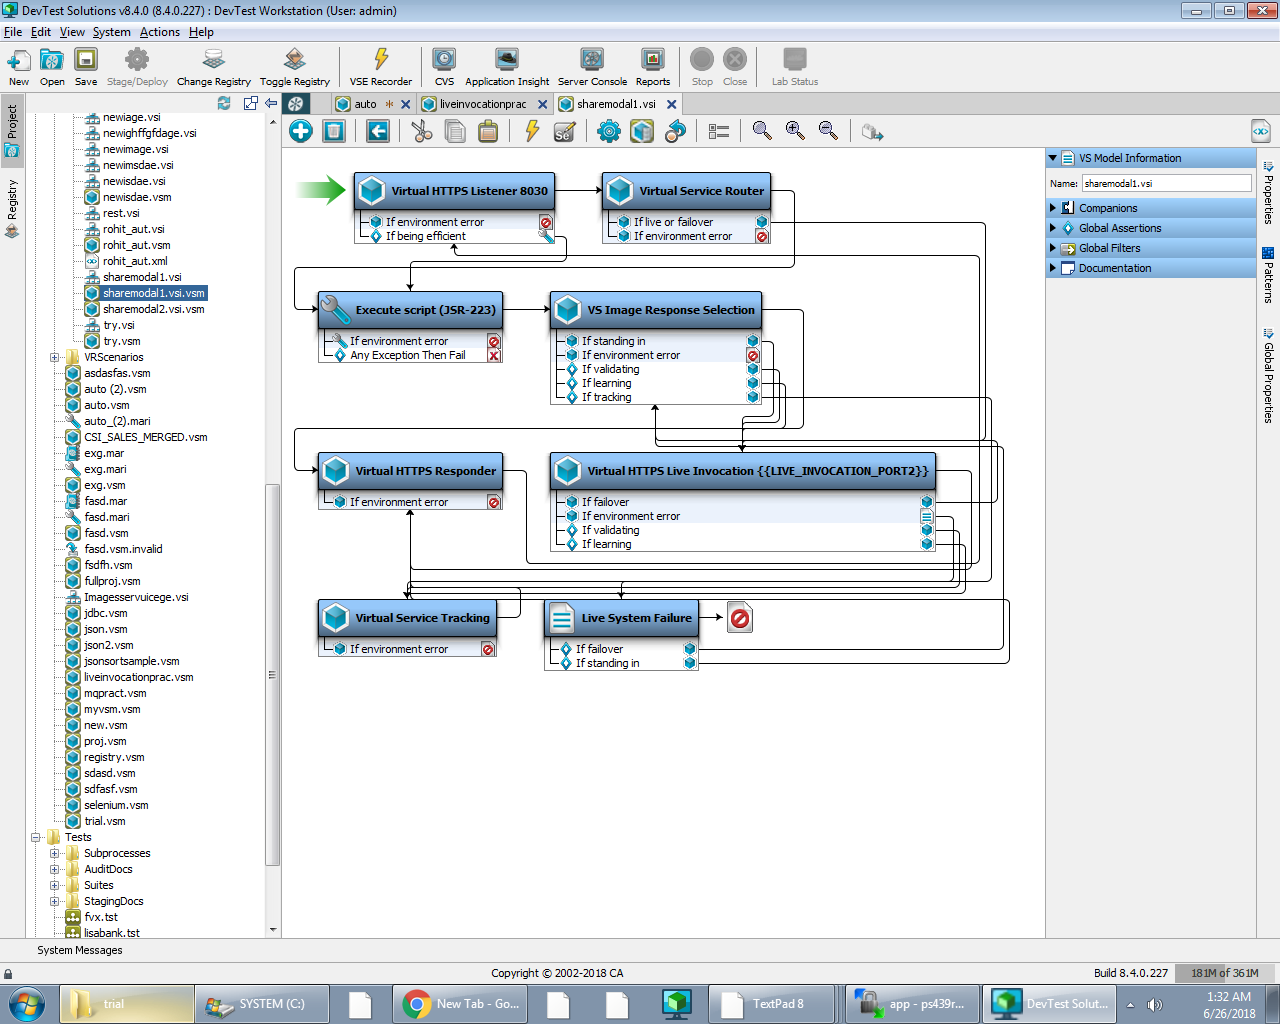 DevTest Solutions v8.4.0 (8.4.0.227) : DevTest Workstation (User: admin)
File Edit View System Actions Help
New Open Save Stage/Deploy Change Registry Toggle Registry VSE Recorder CVS Application Insight Server Console Reports Stop Close Lab Status
Project
Registry
newiage.vsi
newighffgfdage.vsi
newimage.vsi
newimsdae.vsi
newisdae.vsi
newisdae.vsm
rest.vsi
rohit_aut.vsi
rohit_aut.vsm
rohit_aut.xml
sharemodal1.vsi
sharemodal1.vsi.vsm
sharemodal2.vsi.vsm
try.vsi
try.vsm
VRScenarios
asdasfas.vsm
auto (2).vsm
auto.vsm
auto_(2).mari
CSI_SALES_MERGED.vsm
exg.mar
exg.mari
exg.vsm
fasd.mar
fasd.mari
fasd.vsm
fasd.vsm.invalid
fsdfh.vsm
fullproj.vsm
Imagesservuicege.vsi
jdbc.vsm
json.vsm
json2.vsm
jsonsortsample.vsm
liveinvocationprac.vsm
mqpract.vsm
myvsm.vsm
new.vsm
proj.vsm
registry.vsm
sdasd.vsm
sdfasf.vsm
selenium.vsm
trial.vsm
Tests
Subprocesses
AuditDocs
Suites
StagingDocs
fvx.tst
lisabank.tst
auto liveinvocationprac sharemodal1.vsi
Virtual HTTPS Listener 8030
If environment error
If being efficient
Virtual Service Router
If live or failover
If environment error
Execute script (JSR-223)
If environment error
Any Exception Then Fail
VS Image Response Selection
If standing in
If environment error
If validating
If learning
If tracking
Virtual HTTPS Responder
If environment error
Virtual HTTPS Live Invocation {{LIVE_INVOCATION_PORT2}}
If failover
If environment error
If validating
If learning
Virtual Service Tracking
If environment error
Live System Failure
If failover
If standing in
VS Model Information
Name: sharemodal1.vsi
Companions
Global Assertions
Global Filters
Documentation
Properties
Patterns
Global Properties
System Messages
Copyright © 2002-2018 CA
Build 8.4.0.227
181M of 361M
trial
SYSTEM (C:)
New Tab - Go...
TextPad 8
app - ps439r...
DevTest Solut...
1:32 AM
6/26/2018